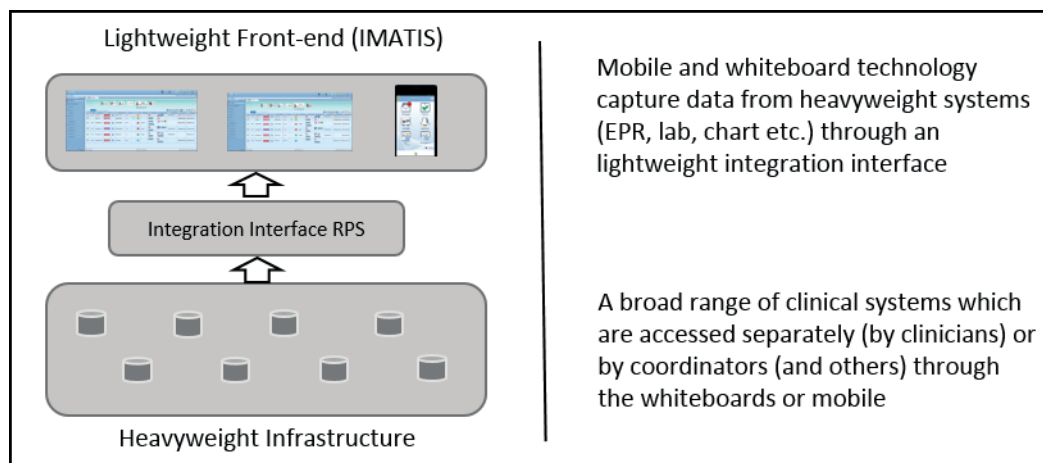 Lightweight Front-end (IMATIS)
Integration Interface RPS
Heavyweight Infrastructure
Mobile and whiteboard technology
capture data from heavyweight systems
(EPR, lab, chart etc.) through an
lightweight integration interface
A broad range of clinical systems which
are accessed separately (by clinicians) or
by coordinators (and others) through
the whiteboards or mobile